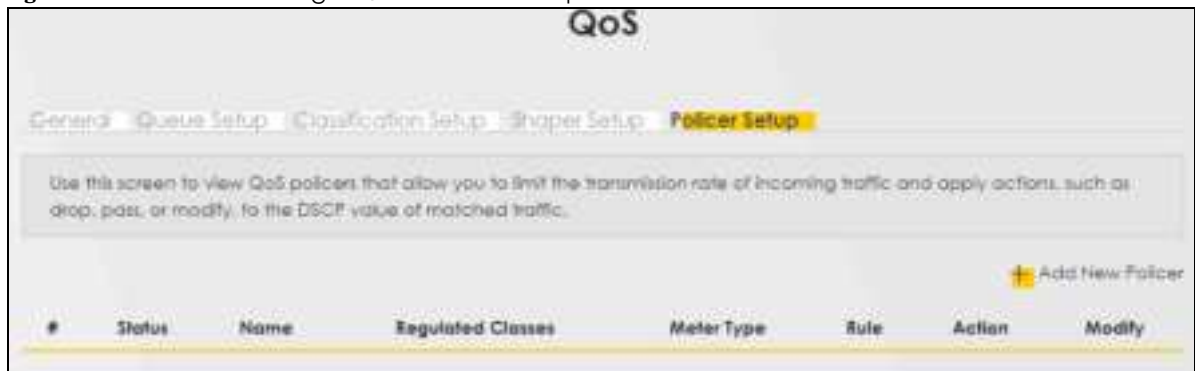 QoS
General Queue Setup Classification Setup Shaper Setup Policer Setup
Use this screen to view QoS policers that allow you to limit the transmission rate of incoming traffic and apply actions, such as
drop, pass, or modify, to the DSCP value of matched traffic.
+ Add New Policer
# Status Name Regulated Classes Meter Type Rule Action Modify